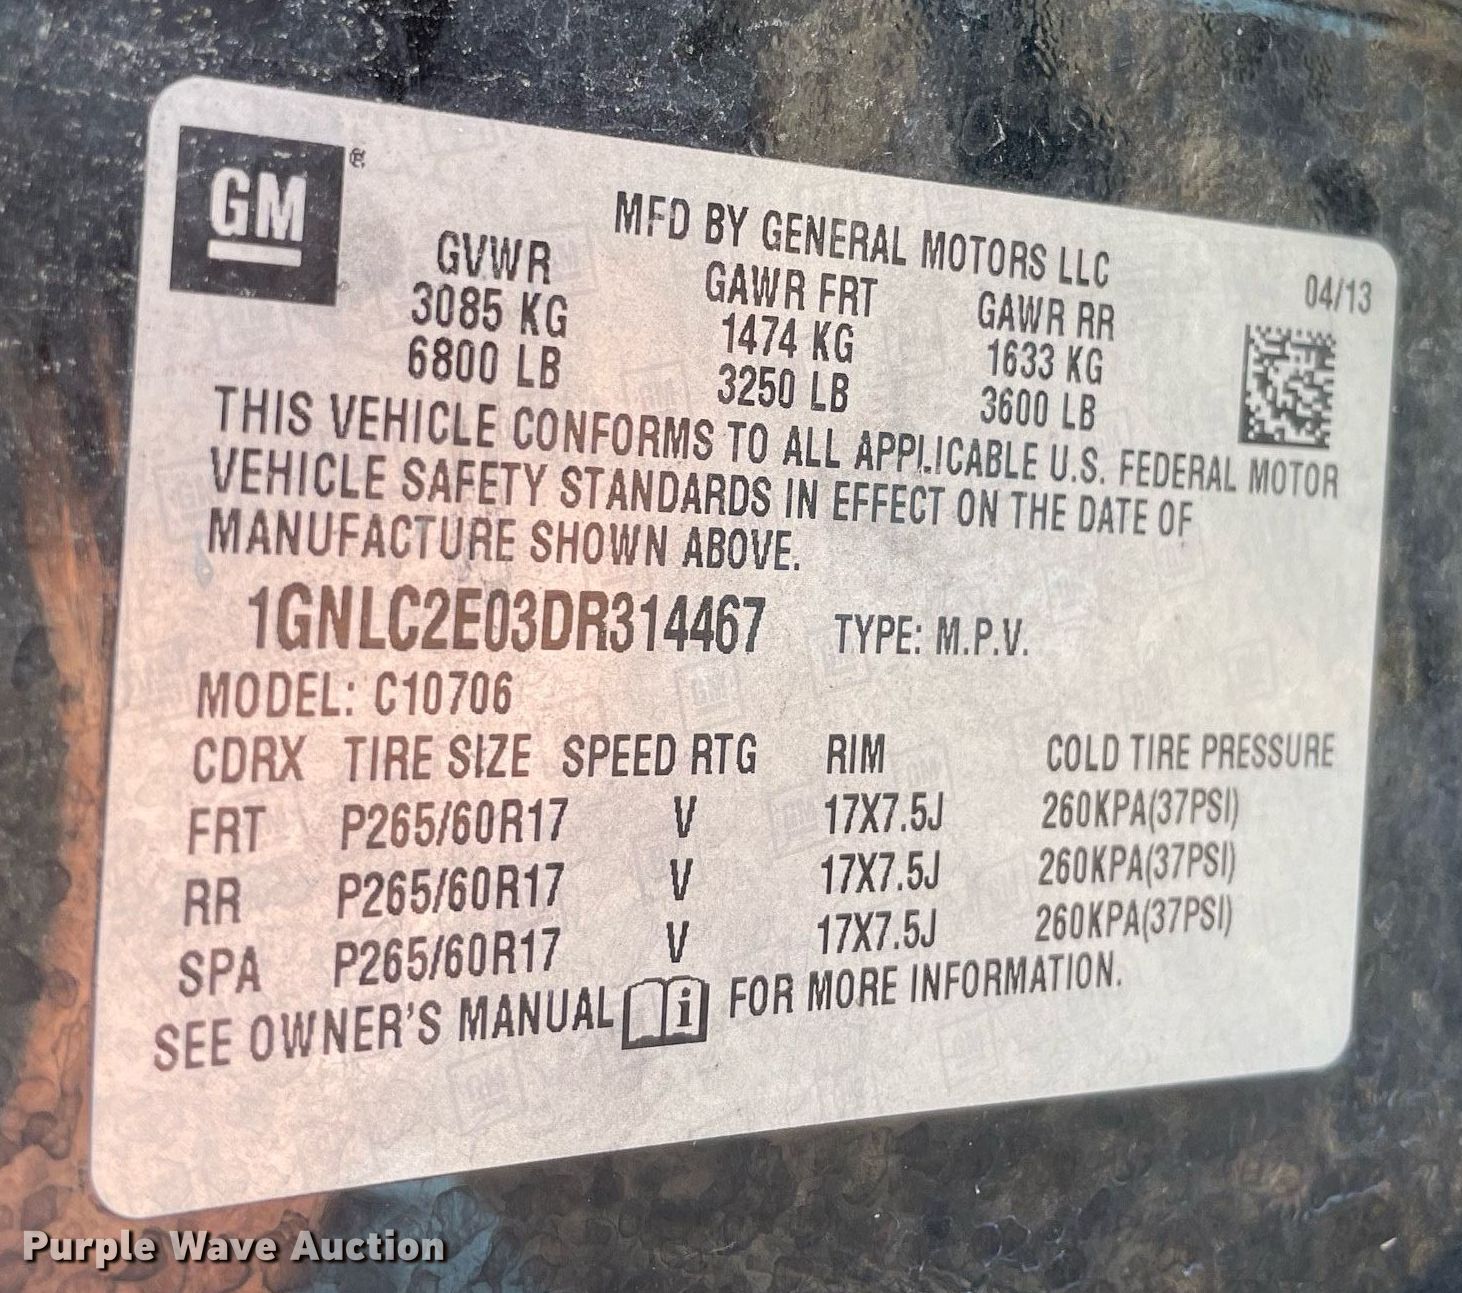 GM ®
MFD BY GENERAL MOTORS LLC
04/13
GVWR GAWR FRT GAWR RR
3085 KG 1474 KG 1633 KG
6800 LB 3250 LB 3600 LB
THIS VEHICLE CONFORMS TO ALL APPLICABLE U.S. FEDERAL MOTOR
VEHICLE SAFETY STANDARDS IN EFFECT ON THE DATE OF
MANUFACTURE SHOWN ABOVE.
1GNLC2E03DR314467 TYPE: M.P.V.
MODEL: C10706
CDRX TIRE SIZE SPEED RTG RIM COLD TIRE PRESSURE
FRT P265/60R17 V 17X7.5J 260KPA(37PSI)
RR P265/60R17 V 17X7.5J 260KPA(37PSI)
SPA P265/60R17 V 17X7.5J 260KPA(37PSI)
SEE OWNER'S MANUAL i FOR MORE INFORMATION.
Purple Wave Auction